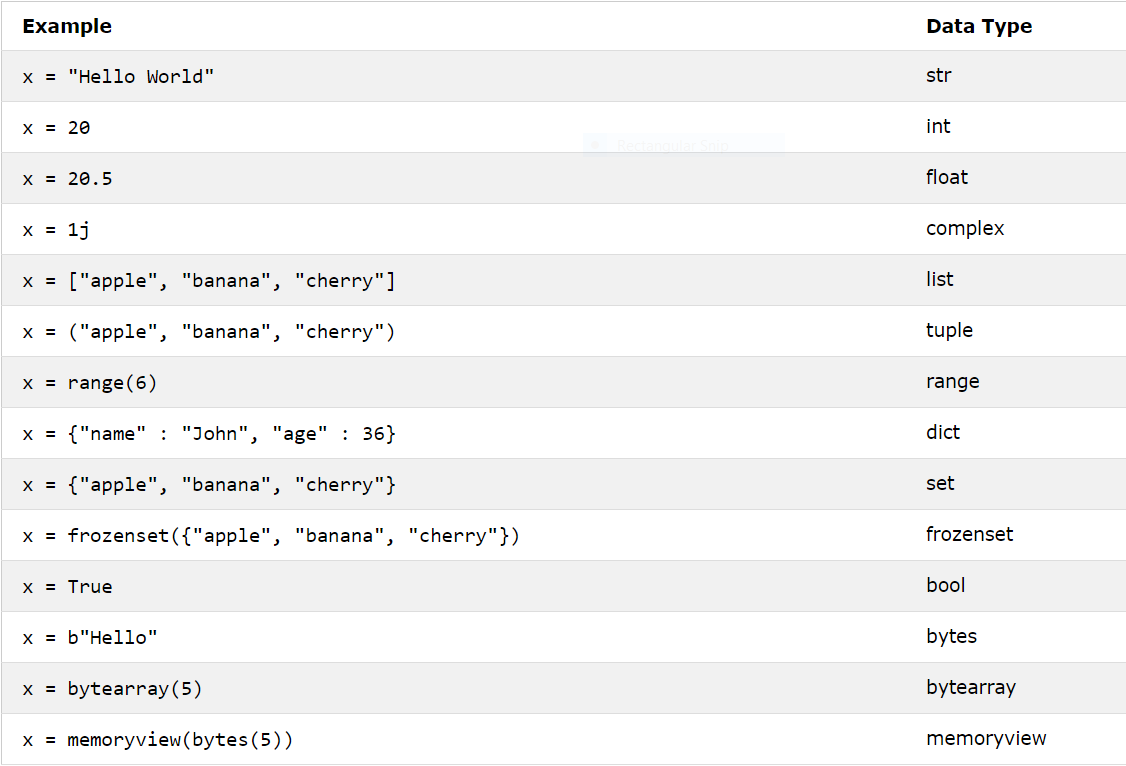 Example Data Type
x = "Hello World" str
x = 20 int
Rectangular Snip
x = 20.5 float
x = 1j complex
x = ["apple", "banana", "cherry"] list
x = ("apple", "banana", "cherry") tuple
x = range(6) range
x = {"name" : "John", "age" : 36} dict
x = {"apple", "banana", "cherry"} set
x = frozenset({"apple", "banana", "cherry"}) frozenset
x = True bool
x = b"Hello" bytes
x = bytearray(5) bytearray
x = memoryview(bytes(5)) memoryview